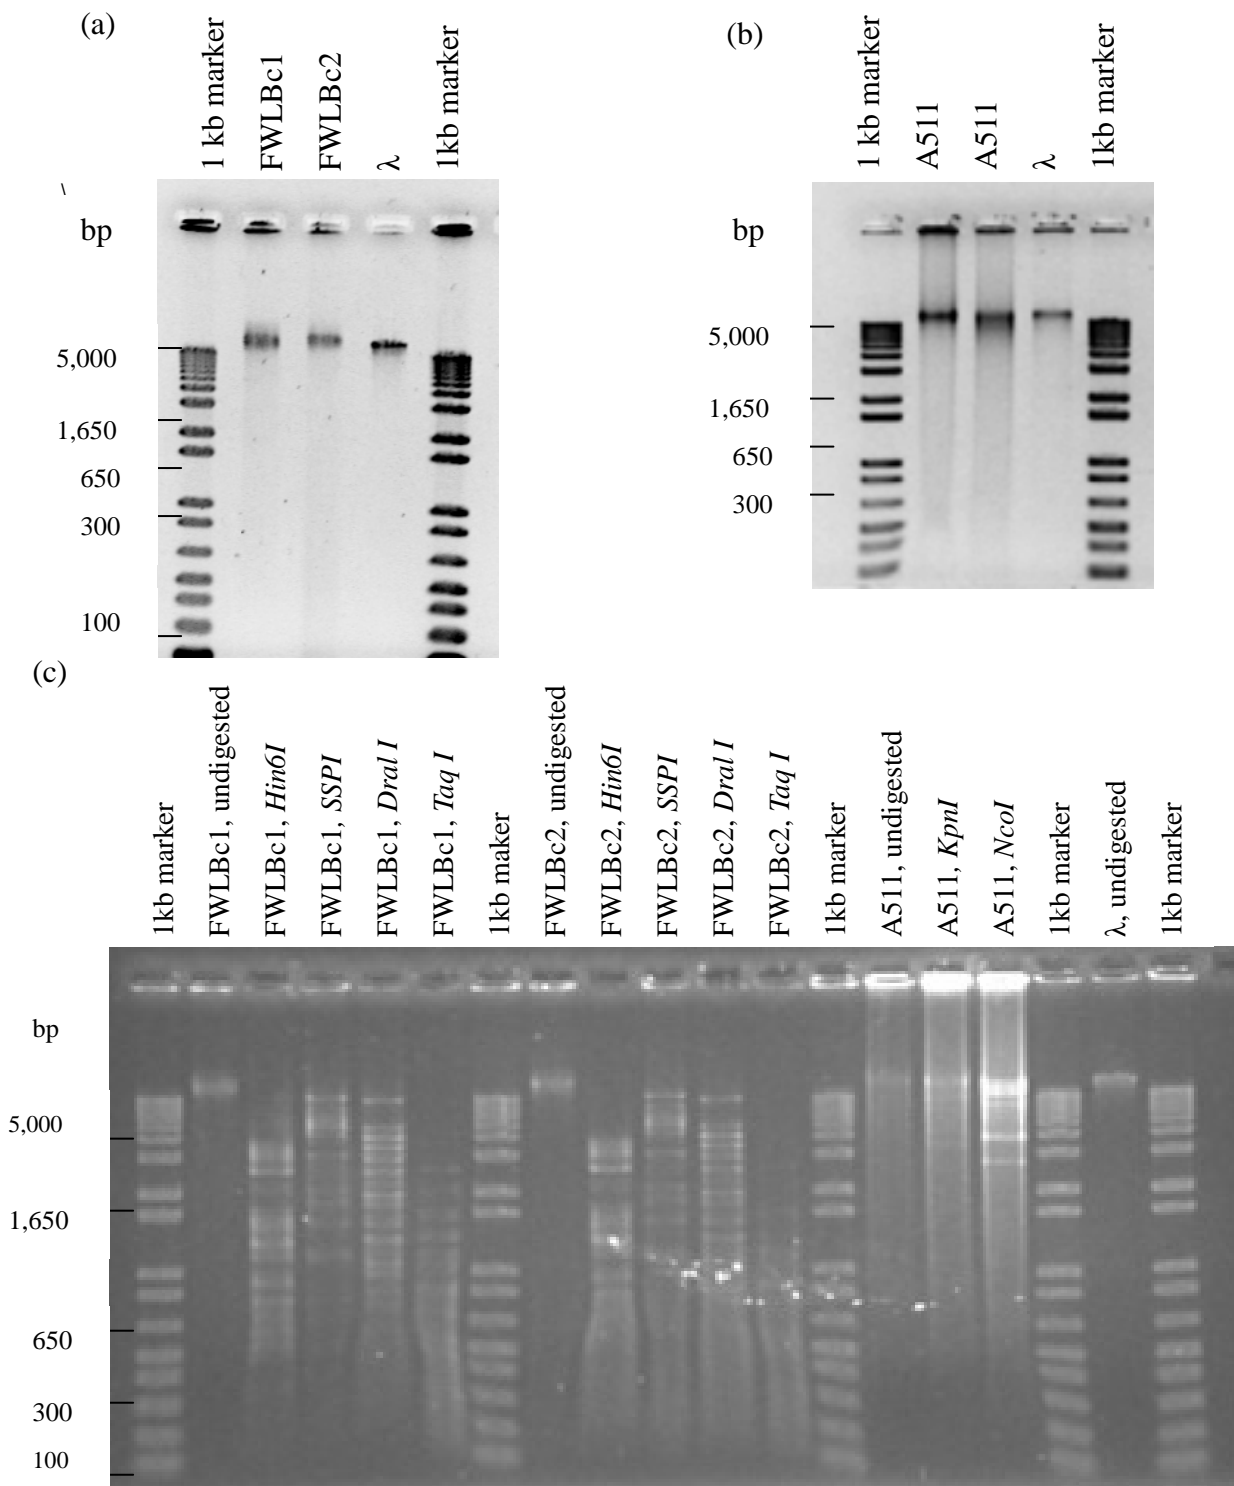 (a)
1 kb marker
FWLBc1
FWLBc2
λ
1kb marker
\
bp
5,000
1,650
650
300
100
(b)
1 kb marker
A511
A511
λ
1kb marker
bp
5,000
1,650
650
300
(c)
1kb marker
FWLBc1, undigested
FWLBc1, Hin6I
FWLBc1, SSPI
FWLBc1, Dral I
FWLBc1, Taq I
1kb maker
FWLBc2, undigested
FWLBc2, Hin6I
FWLBc2, SSPI
FWLBc2, Dral I
FWLBc2, Taq I
1kb marker
A511, undigested
A511, KpnI
A511, NcoI
1kb marker
λ, undigested
1kb marker
bp
5,000
1,650
650
300
100